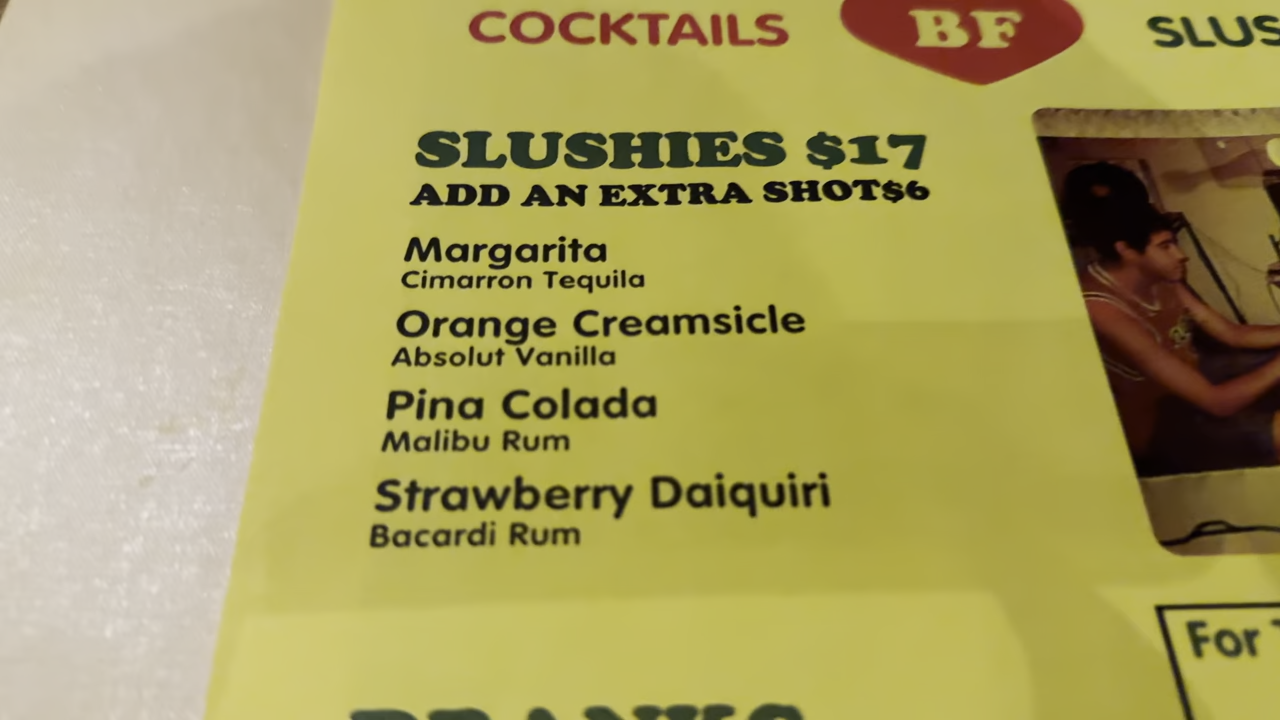 COCKTAILS
BF
SLUSHIES $17
ADD AN EXTRA SHOT$6
Margarita
Cimarron Tequila
Orange Creamsicle
Absolut Vanilla
Pina Colada
Malibu Rum
Strawberry Daiquiri
Bacardi Rum
For